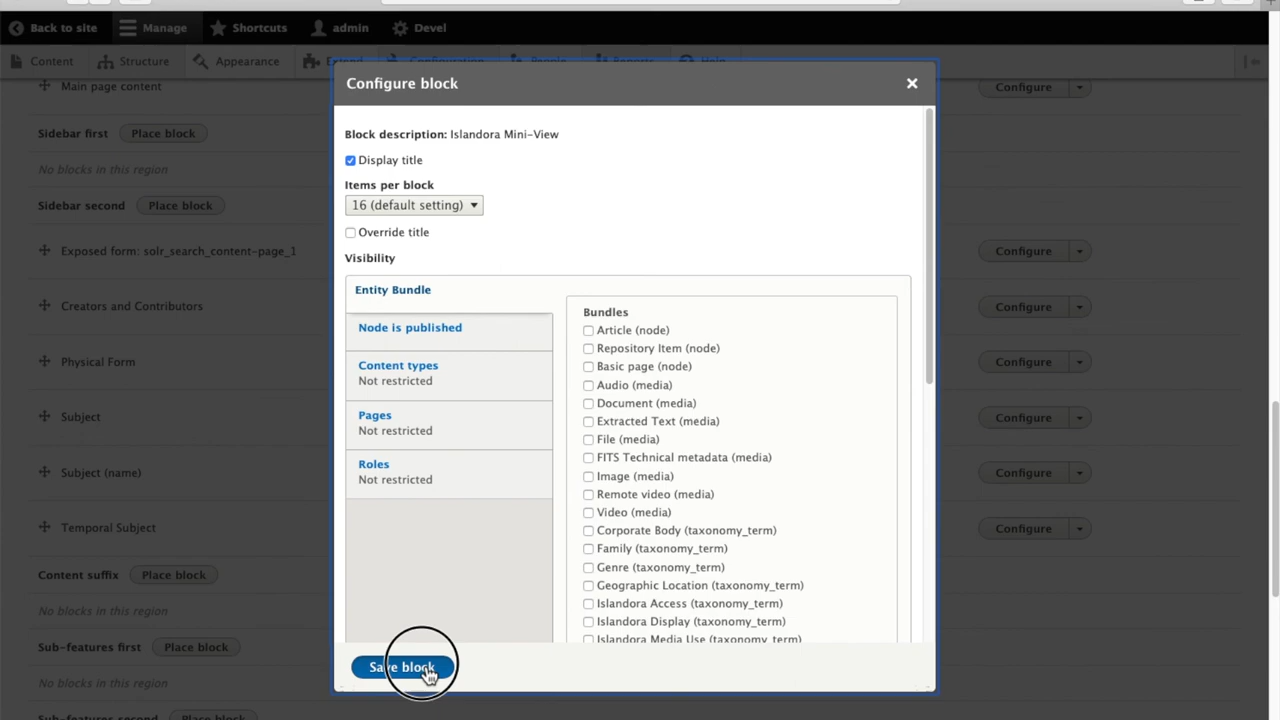 Back to site Manage Shortcuts admin Devel
Content Structure Appearance Extend Configuration People Reports Help
Main page content Configure
Configure block
Block description: Islandora Mini-View
Sidebar first Place block
Display title
No blocks in this region
Items per block
Sidebar second Place block
16 (default setting)
Override title
Exposed form: solr_search_content-page_1 Configure
Visibility
Entity Bundle
Creators and Contributors Configure
Bundles
Node is published
Article (node)
Repository Item (node)
Physical Form Configure
Content types
Not restricted
Basic page (node)
Audio (media)
Document (media)
Subject Configure
Pages
Not restricted
Extracted Text (media)
File (media)
FITS Technical metadata (media)
Subject (name) Configure
Roles
Not restricted
Image (media)
Remote video (media)
Video (media)
Temporal Subject Configure
Corporate Body (taxonomy_term)
Family (taxonomy_term)
Genre (taxonomy_term)
Content suffix Place block
Geographic Location (taxonomy_term)
No blocks in this region
Islandora Access (taxonomy_term)
Islandora Display (taxonomy_term)
Islandora Media Use (taxonomy_term)
Sub-features first Place block
Save block
No blocks in this region
Sub-features second Place block